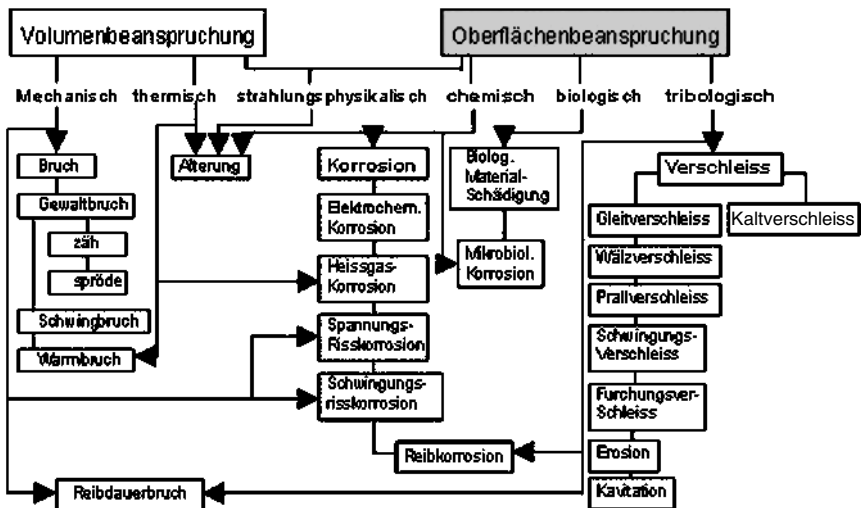 Volumenbeanspruchung
Oberflächenbeanspruchung
Mechanisch thermisch strahlungsphysikalisch chemisch biologisch tribologisch
Bruch
Gewaltbruch
zäh
spröde
Schwingbruch
Warmbruch
Reibdauerbruch
Alterung
Korrosion
Elektrochem.
Korrosion
Heissgas-
Korrosion
Spannungs-
Risskorrosion
Schwingungs-
risskorrosion
Reibkorrosion
Biolog.
Material-
Schädigung
Mikrobiol.
Korrosion
Verschleiss
Gleitverschleiss
Wälzverschleiss
Prallverschleiss
Schwingungs-
Verschleiss
Furchungsver-
Schleiss
Erosion
Kavitation
Kaltverschleiss